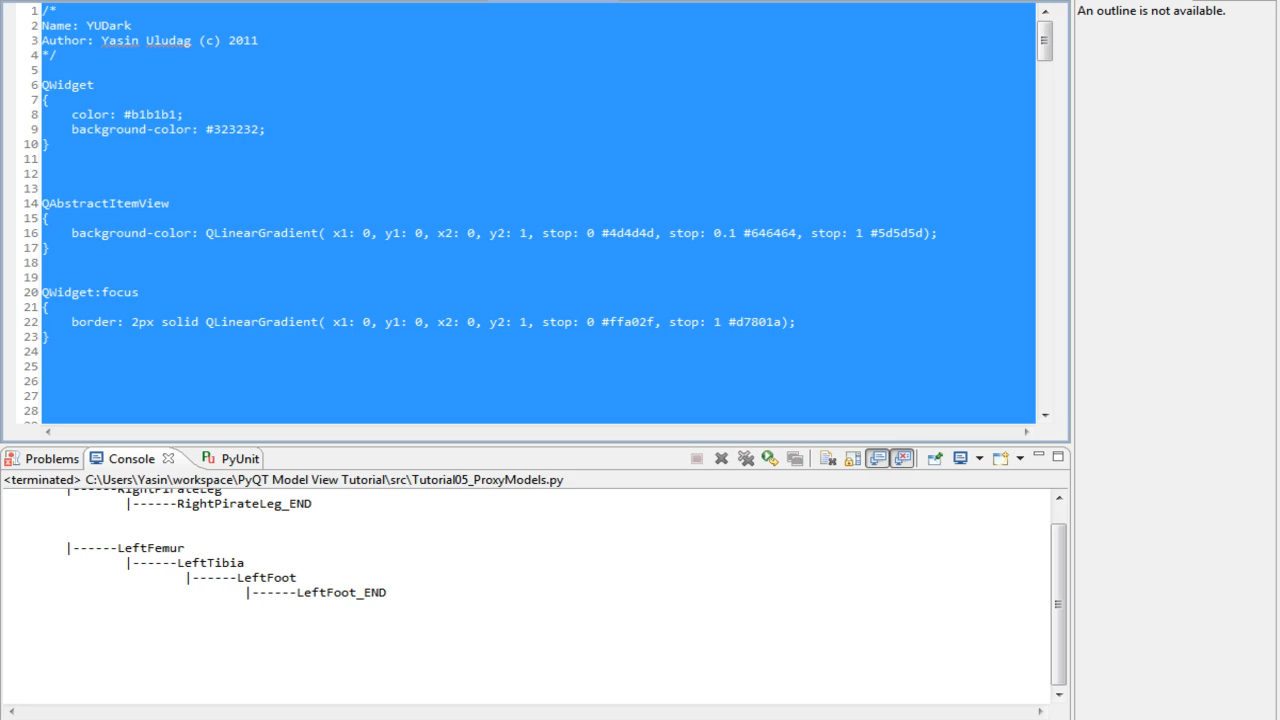 1 /*
2 Name: YUDark
3 Author: Yasin Uludag (c) 2011
4 */
5
6 QWidget
7 {
8 color: #b1b1b1;
9 background-color: #323232;
10 }
11
12
13
14 QAbstractItemView
15 {
16 background-color: QLinearGradient( x1: 0, y1: 0, x2: 0, y2: 1, stop: 0 #4d4d4d, stop: 0.1 #646464, stop: 1 #5d5d5d);
17 }
18
19
20 QWidget:focus
21 {
22 border: 2px solid QLinearGradient( x1: 0, y1: 0, x2: 0, y2: 1, stop: 0 #ffa02f, stop: 1 #d7801a);
23 }
24
25
26
27
28
An outline is not available.
Problems Console PyUnit
<terminated> C:\Users\Yasin\workspace\PyQT Model View Tutorial\src\Tutorial05_ProxyModels.py
|------RightPirateLeg
|------RightPirateLeg_END
|------LeftFemur
|------LeftTibia
|------LeftFoot
|------LeftFoot_END